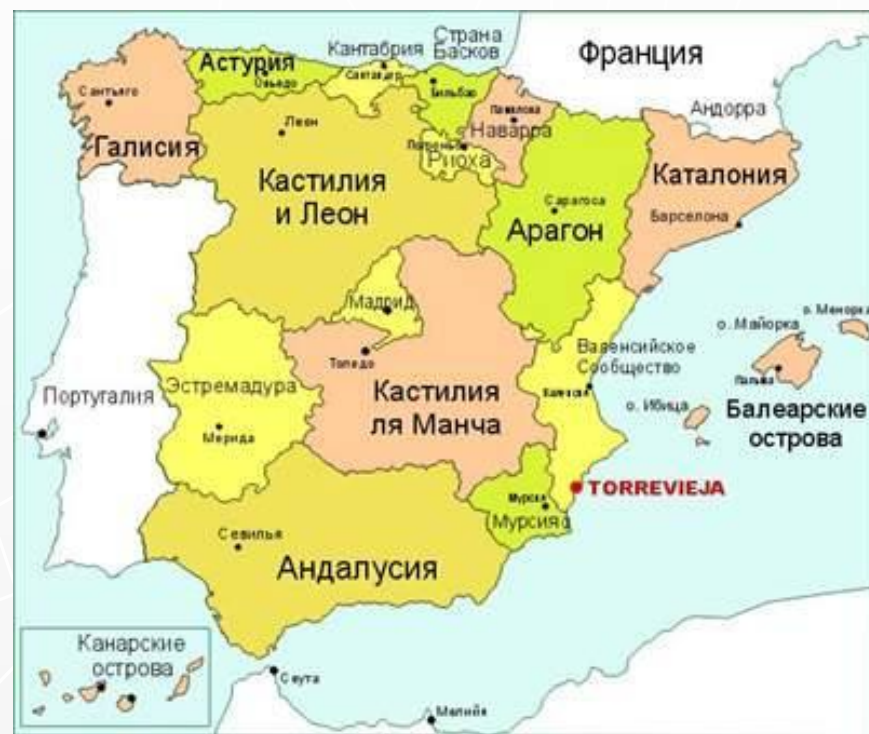 Страна
Басков
Кантабрия
Франция
Астурия
Овьедо
Сантандер
Бильбао
Сантьяго
Андорра
Леон
Памплона
Наварра
Галисия
Риоха
Каталония
Кастилия
и Леон
Сарагоса
Барселона
Арагон
Мадрид
о. Менорка
о. Майорка
Валенсийское
Сообщество
Толедо
Пальма
Португалия
Эстремадура
Кастилия
ля Манча
Валенсия
о. Ибица
Балеарские
острова
Мерида
TORREVIEJA
Мурсия
Мурсия
Севилья
Андалусия
Канарские
острова
Сеута
Мелийя